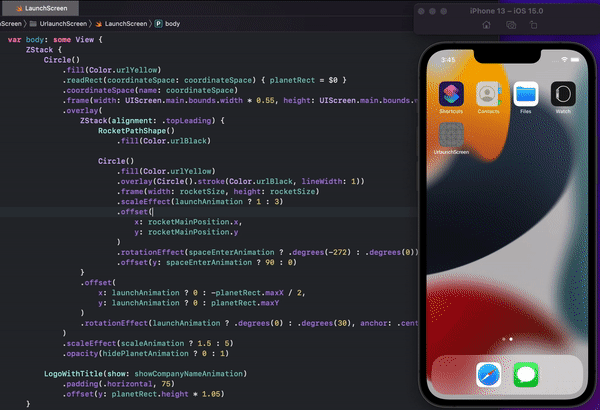 LaunchScreen
Screen UrlaunchScreen LaunchScreen body
var body: some View {
ZStack {
Circle()
.fill(Color.urlYellow)
.readRect(coordinateSpace: coordinateSpace) { planetRect = $0 }
.coordinateSpace(name: coordinateSpace)
.frame(width: UIScreen.main.bounds.width * 0.55, height: UIScreen.main.bounds.w
.overlay(
ZStack(alignment: .topLeading) {
RocketPathShape()
.fill(Color.urlBlack)
Circle()
.fill(Color.urlYellow)
.overlay(Circle().stroke(Color.urlBlack, lineWidth: 1))
.frame(width: rocketSize, height: rocketSize)
.scaleEffect(launchAnimation ? 1 : 3)
.offset(
x: rocketMainPosition.x,
y: rocketMainPosition.y
)
.rotationEffect(spaceEnterAnimation ? .degrees(-272) : .degrees(0))
.offset(y: spaceEnterAnimation ? 90 : 0)
}
.offset(
x: launchAnimation ? 0 : -planetRect.maxX / 2,
y: launchAnimation ? 0 : planetRect.maxY
)
.rotationEffect(launchAnimation ? .degrees(0) : .degrees(30), anchor: .cent
)
.scaleEffect(scaleAnimation ? 1.5 : 5)
.opacity(hidePlanetAnimation ? 0 : 1)
LogoWithTitle(show: showCompanyNameAnimation)
.padding(.horizontal, 75)
.offset(y: planetRect.height * 1.05)
}
iPhone 13 – iOS 15.0
3:45
Shortcuts Contacts Files Watch
UrlaunchScreen